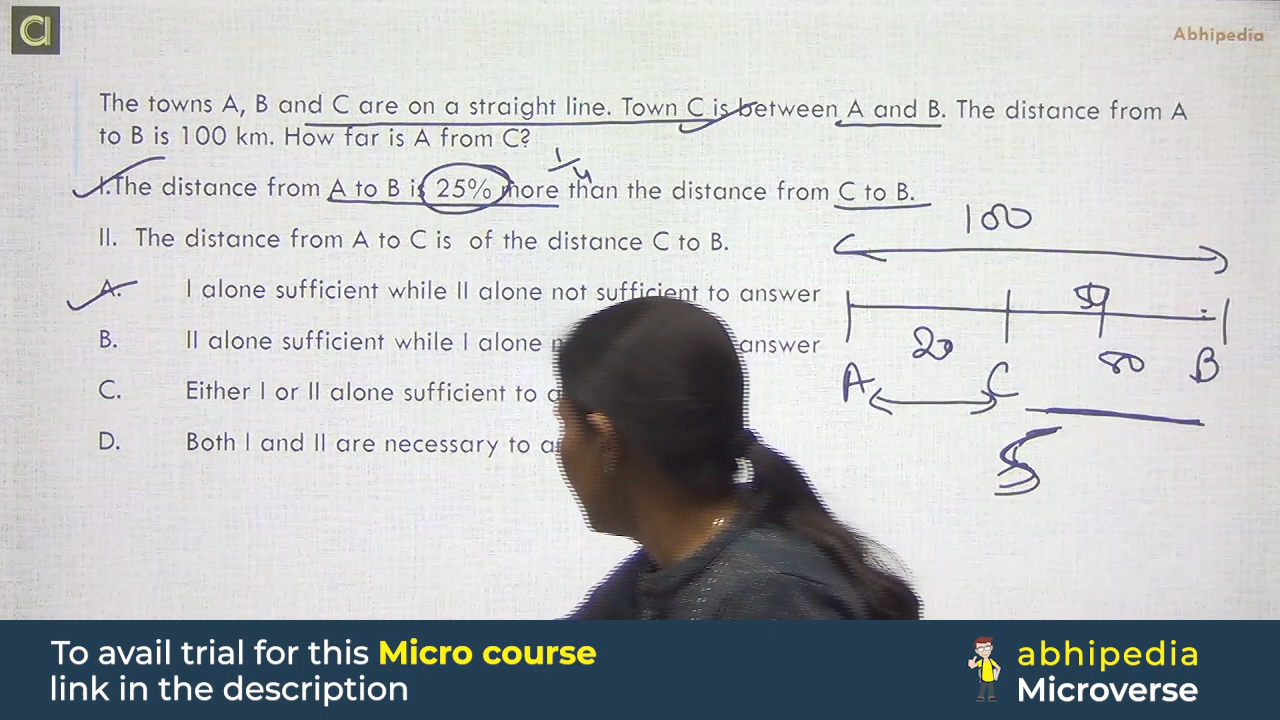 Abhipedia
The towns A, B and C are on a straight line. Town C is between A and B. The distance from A
to B is 100 km. How far is A from C?
1/4
I.The distance from A to B is 25% more than the distance from C to B.
100
II. The distance from A to C is of the distance C to B.
A. I alone sufficient while II alone not sufficient to answer
B. II alone sufficient while I alone answer
20 80
A C B
C. Either I or II alone sufficient to
D. Both I and II are necessary to
To avail trial for this Micro course
link in the description
abhipedia
Microverse